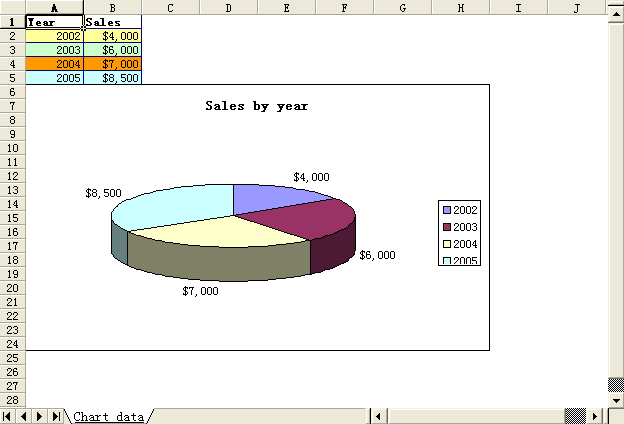 A B C D E F G H I J
1 Year Sales
2 2002 $4,000
3 2003 $6,000
4 2004 $7,000
5 2005 $8,500
6
7 Sales by year
8
9
10
11
12 $4,000
13 $8,500
14
15 2002
16 2003
17 2004
18 $6,000 2005
19
20 $7,000
21
22
23
24
25
26
27
28
Chart data